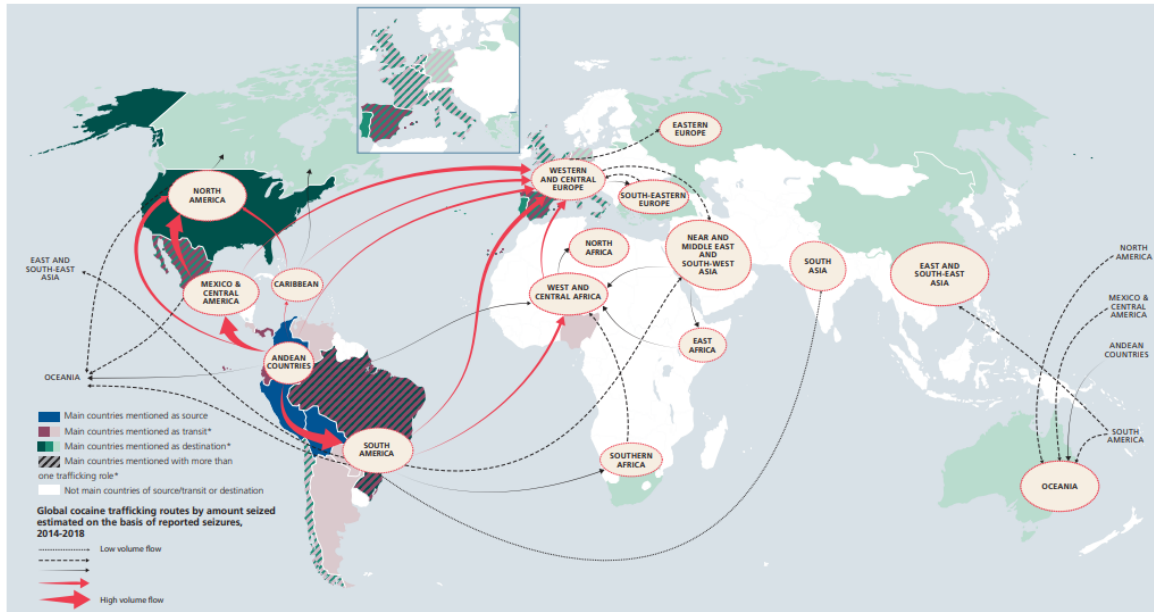 EASTERN
EUROPE
WESTERN
AND CENTRAL
EUROPE
NORTH
AMERICA
SOUTH-EASTERN
EUROPE
NEAR AND
MIDDLE EAST
AND
SOUTH-WEST
ASIA
NORTH
AFRICA
SOUTH
ASIA
EAST AND
SOUTH-EAST
ASIA
NORTH
AMERICA
EAST AND
SOUTH-EAST
ASIA
MEXICO &
CENTRAL
AMERICA
CARIBBEAN
WEST AND
CENTRAL AFRICA
MEXICO &
CENTRAL
AMERICA
EAST
AFRICA
ANDEAN
COUNTRIES
ANDEAN
COUNTRIES
OCEANIA
SOUTH
AMERICA
SOUTHERN
AFRICA
SOUTH
AMERICA
OCEANIA
Main countries mentioned as source
Main countries mentioned as transit*
Main countries mentioned as destination*
Main countries mentioned with more than
one trafficking role*
Not main countries of source/transit or destination
Global cocaine trafficking routes by amount seized
estimated on the basis of reported seizures,
2014-2018
Low volume flow
High volume flow